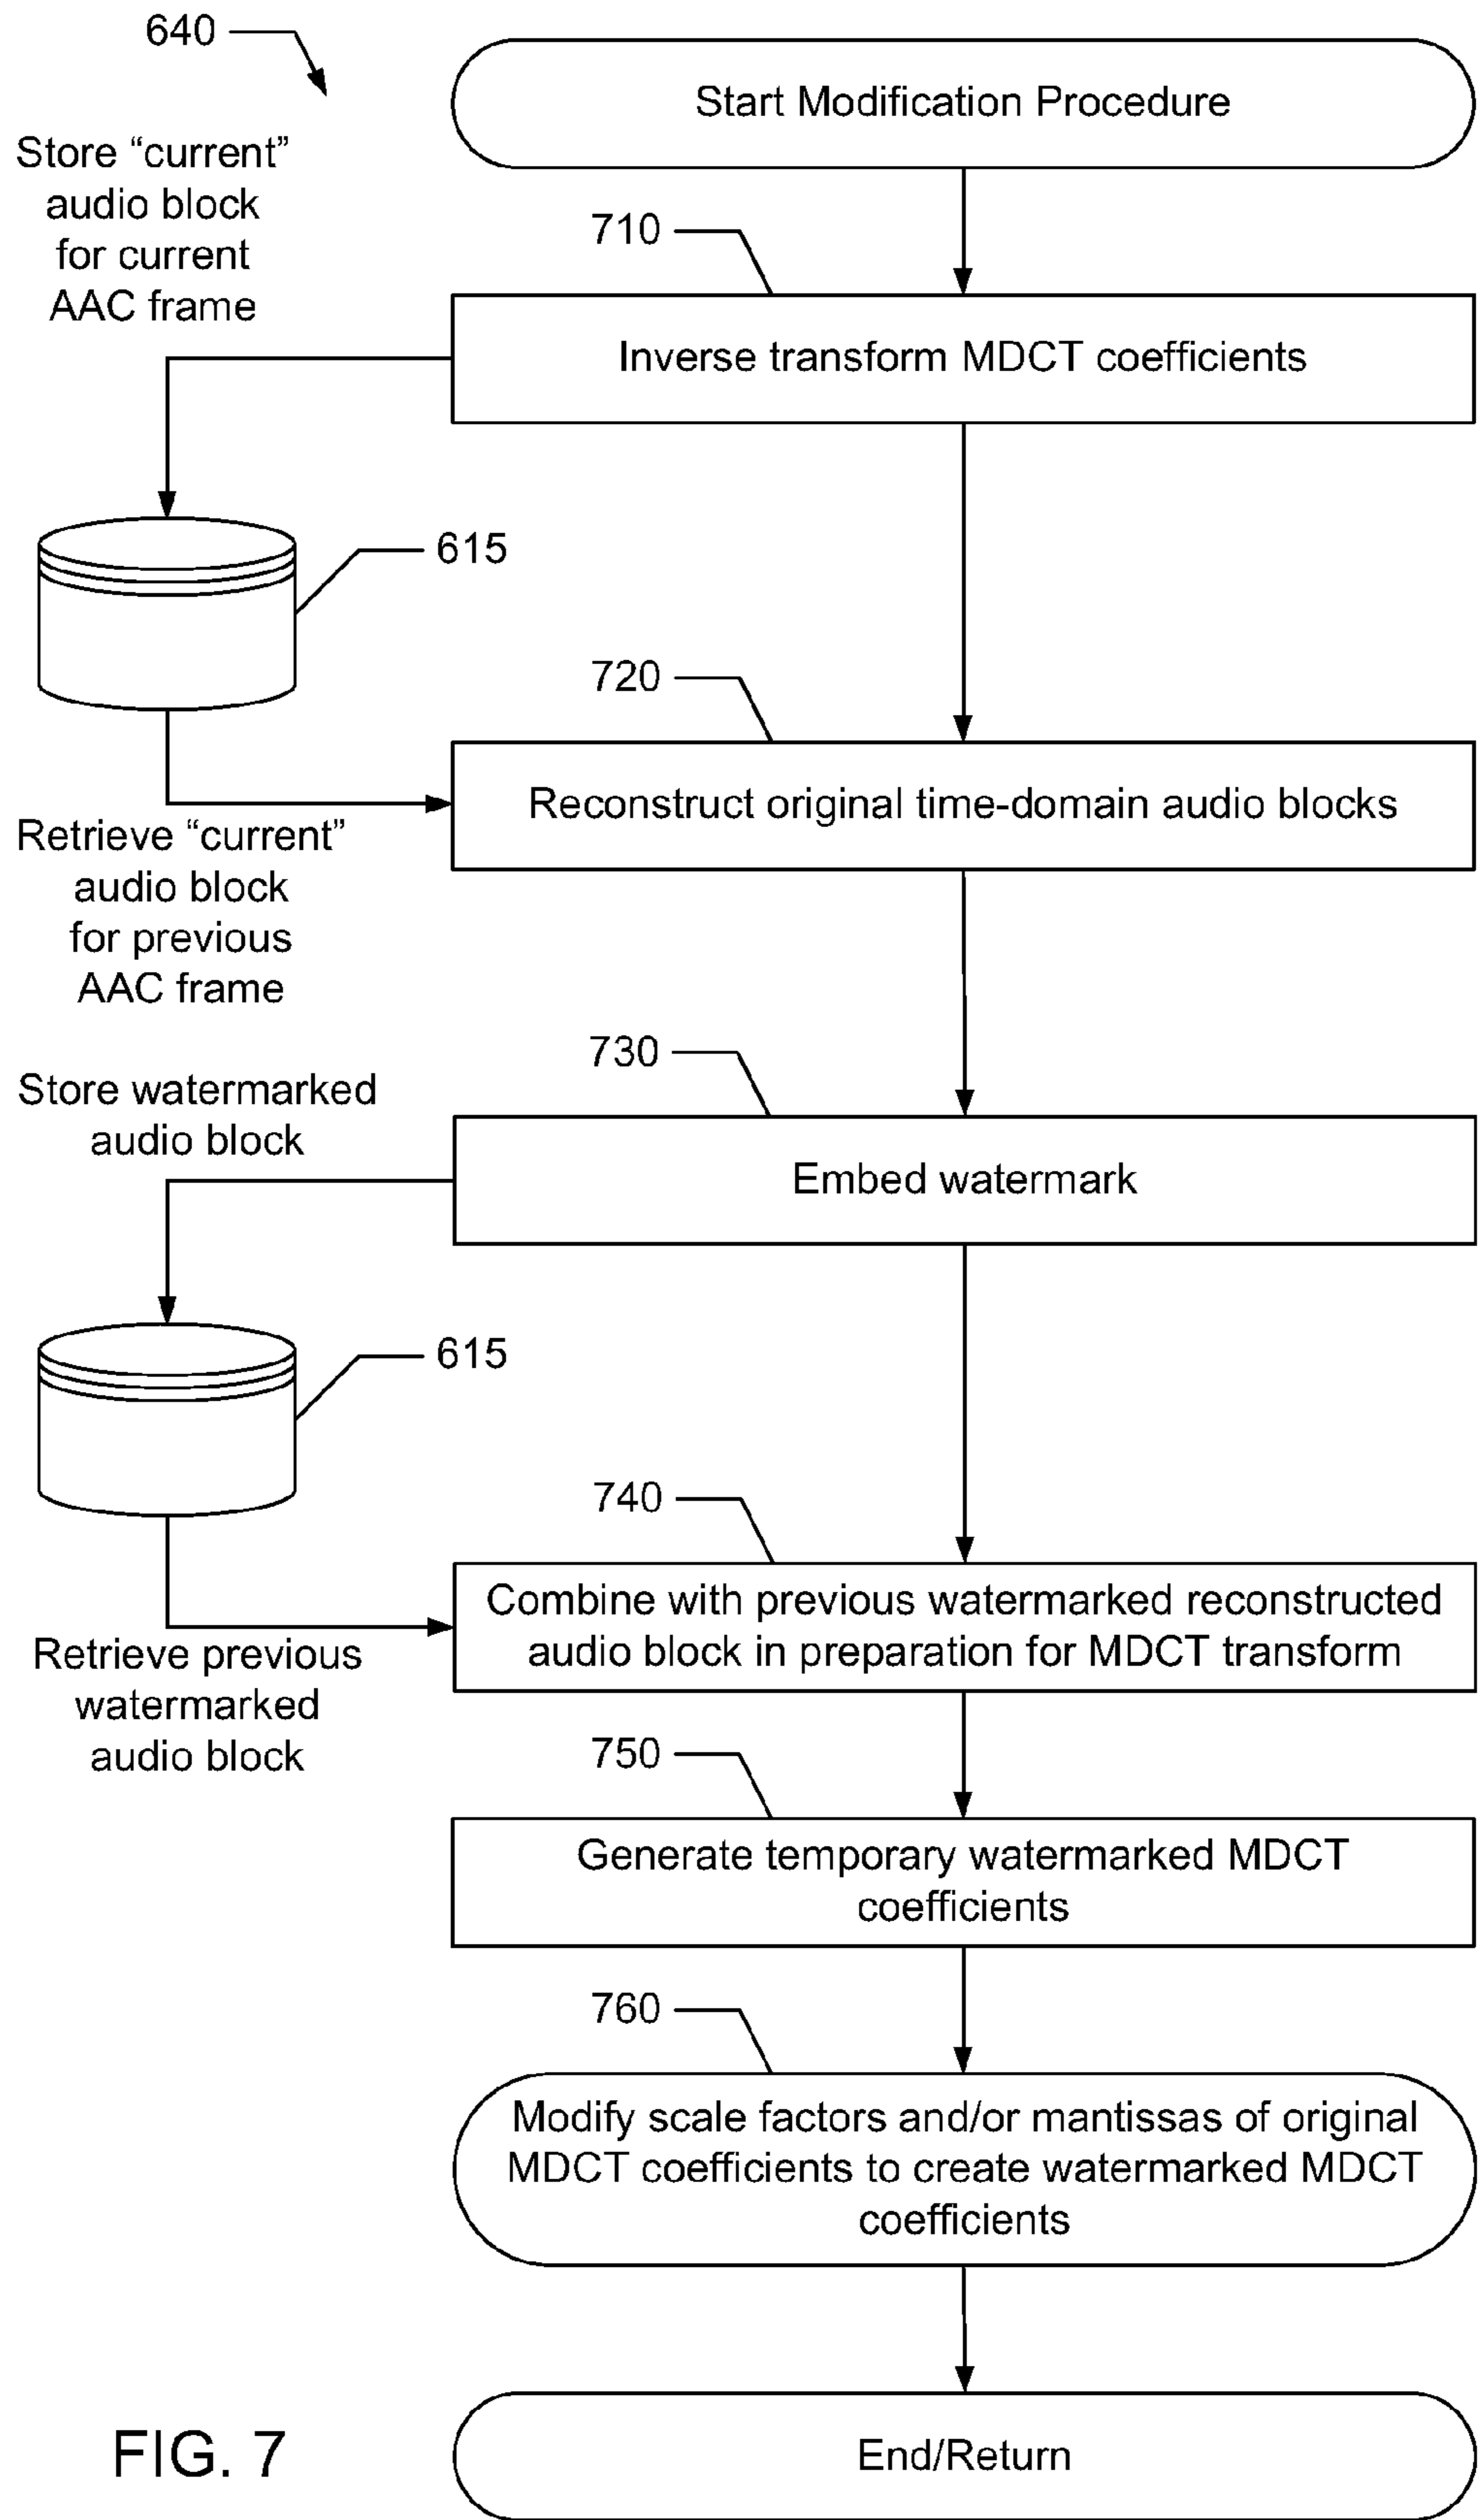 640
Start Modification Procedure
Store “current”
audio block
for current
AAC frame
710
Inverse transform MDCT coefficients
615
720
Reconstruct original time-domain audio blocks
Retrieve “current”
audio block
for previous
AAC frame
730
Store watermarked
audio block
Embed watermark
615
740
Combine with previous watermarked reconstructed
audio block in preparation for MDCT transform
Retrieve previous
watermarked
audio block
750
Generate temporary watermarked MDCT
coefficients
760
Modify scale factors and/or mantissas of original
MDCT coefficients to create watermarked MDCT
coefficients
FIG. 7
End/Return